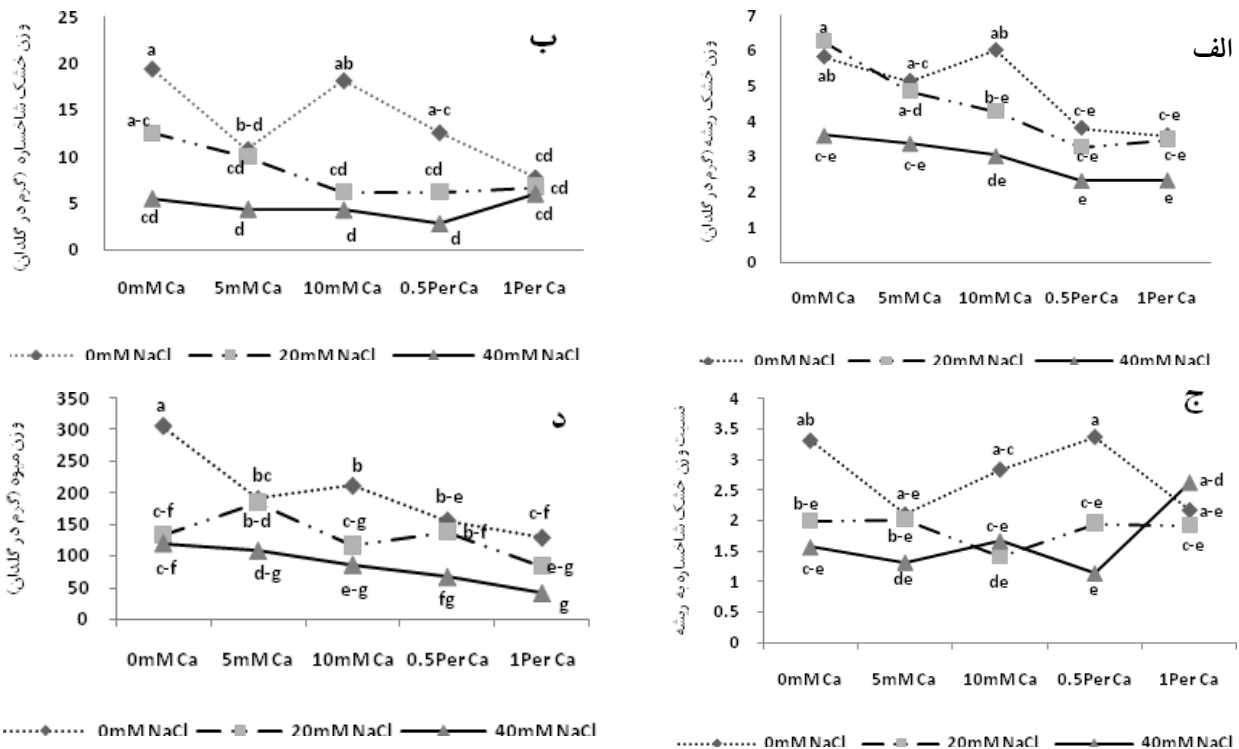 الف
وزن خشک ریشه (گرم در گلدان)
7
6
5
4
3
2
1
0
a
ab
a-c
a-d
ab
b-e
c-e
c-e
c-e
c-e
c-e
c-e
de
e
e
0mM Ca 5mM Ca 10mM Ca 0.5Per Ca 1Per Ca
0mM NaCl 20mM NaCl 40mM NaCl
ب
وزن خشک شاخساره (گرم در گلدان)
25
20
15
10
5
0
a
a-c
cd
b-d
cd
d
ab
cd
d
a-c
cd
d
cd
cd
cd
0mM Ca 5mM Ca 10mM Ca 0.5Per Ca 1Per Ca
0mM NaCl 20mM NaCl 40mM NaCl
ج
نسبت وزن خشک شاخساره به ریشه
4
3.5
3
2.5
2
1.5
1
0.5
0
ab
b-e
c-e
a-e
b-e
de
a-c
c-e
de
a
c-e
e
a-d
a-e
c-e
0mM Ca 5mM Ca 10mM Ca 0.5Per Ca 1Per Ca
0mM NaCl 20mM NaCl 40mM NaCl
د
وزن میوه (گرم در گلدان)
350
300
250
200
150
100
50
0
a
c-f
c-f
bc
b-d
d-g
b
c-g
e-g
b-e
b-f
fg
c-f
e-g
g
0mM Ca 5mM Ca 10mM Ca 0.5Per Ca 1Per Ca
0mM NaCl 20mM NaCl 40mM NaCl